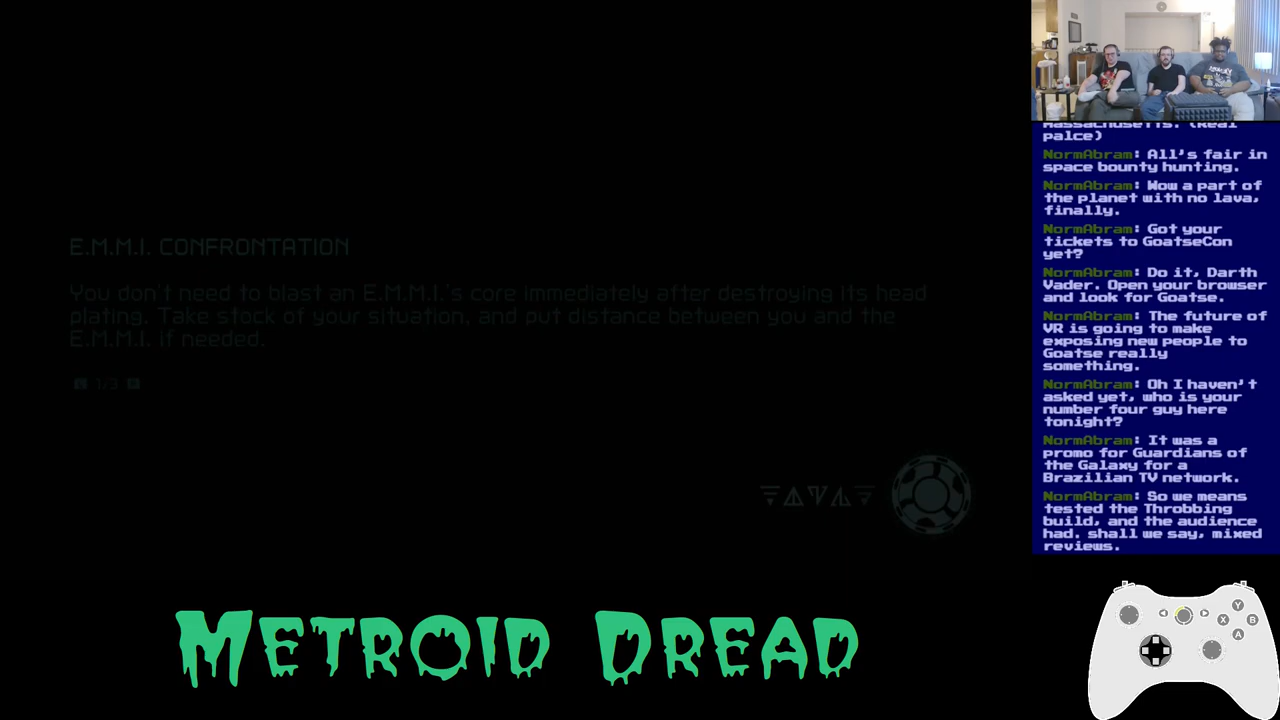 E.M.M.I. CONFRONTATION
You don't need to blast an E.M.M.I.'s core immediately after destroying its head
plating. Take stock of your situation, and put distance between you and the
E.M.M.I. if needed.
1/3
METROID DREAD
Massachusetts. (Real
palce)
NormAbram: All's fair in
space bounty hunting.
NormAbram: Wow a part of
the planet with no lava,
finally.
NormAbram: Got your
tickets to GoatseCon
yet?
NormAbram: Do it, Darth
Vader. Open your browser
and look for Goatse.
NormAbram: The future of
VR is going to make
exposing new people to
Goatse really
something.
NormAbram: Oh I haven't
asked yet, who is your
number four guy here
tonight?
NormAbram: It was a
promo for Guardians of
the Galaxy for a
Brazilian TV network.
NormAbram: So we means
tested the Throbbing
build, and the audience
had, shall we say, mixed
reviews.
Y
X
B
A